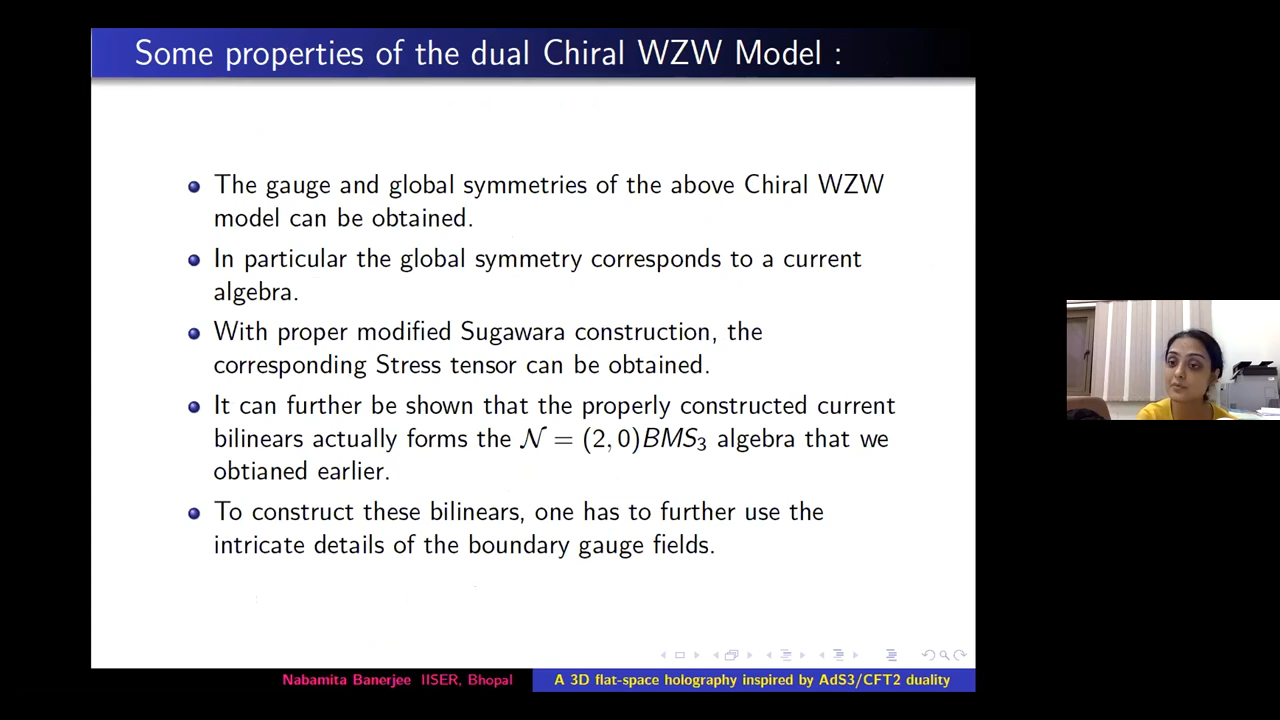 Some properties of the dual Chiral WZW Model :
The gauge and global symmetries of the above Chiral WZW
model can be obtained.
In particular the global symmetry corresponds to a current
algebra.
With proper modified Sugawara construction, the
corresponding Stress tensor can be obtained.
It can further be shown that the properly constructed current
bilinears actually forms the 𝒩 = (2, 0)BMS₃ algebra that we
obtianed earlier.
To construct these bilinears, one has to further use the
intricate details of the boundary gauge fields.
Nabamita Banerjee IISER, Bhopal
A 3D flat-space holography inspired by AdS3/CFT2 duality